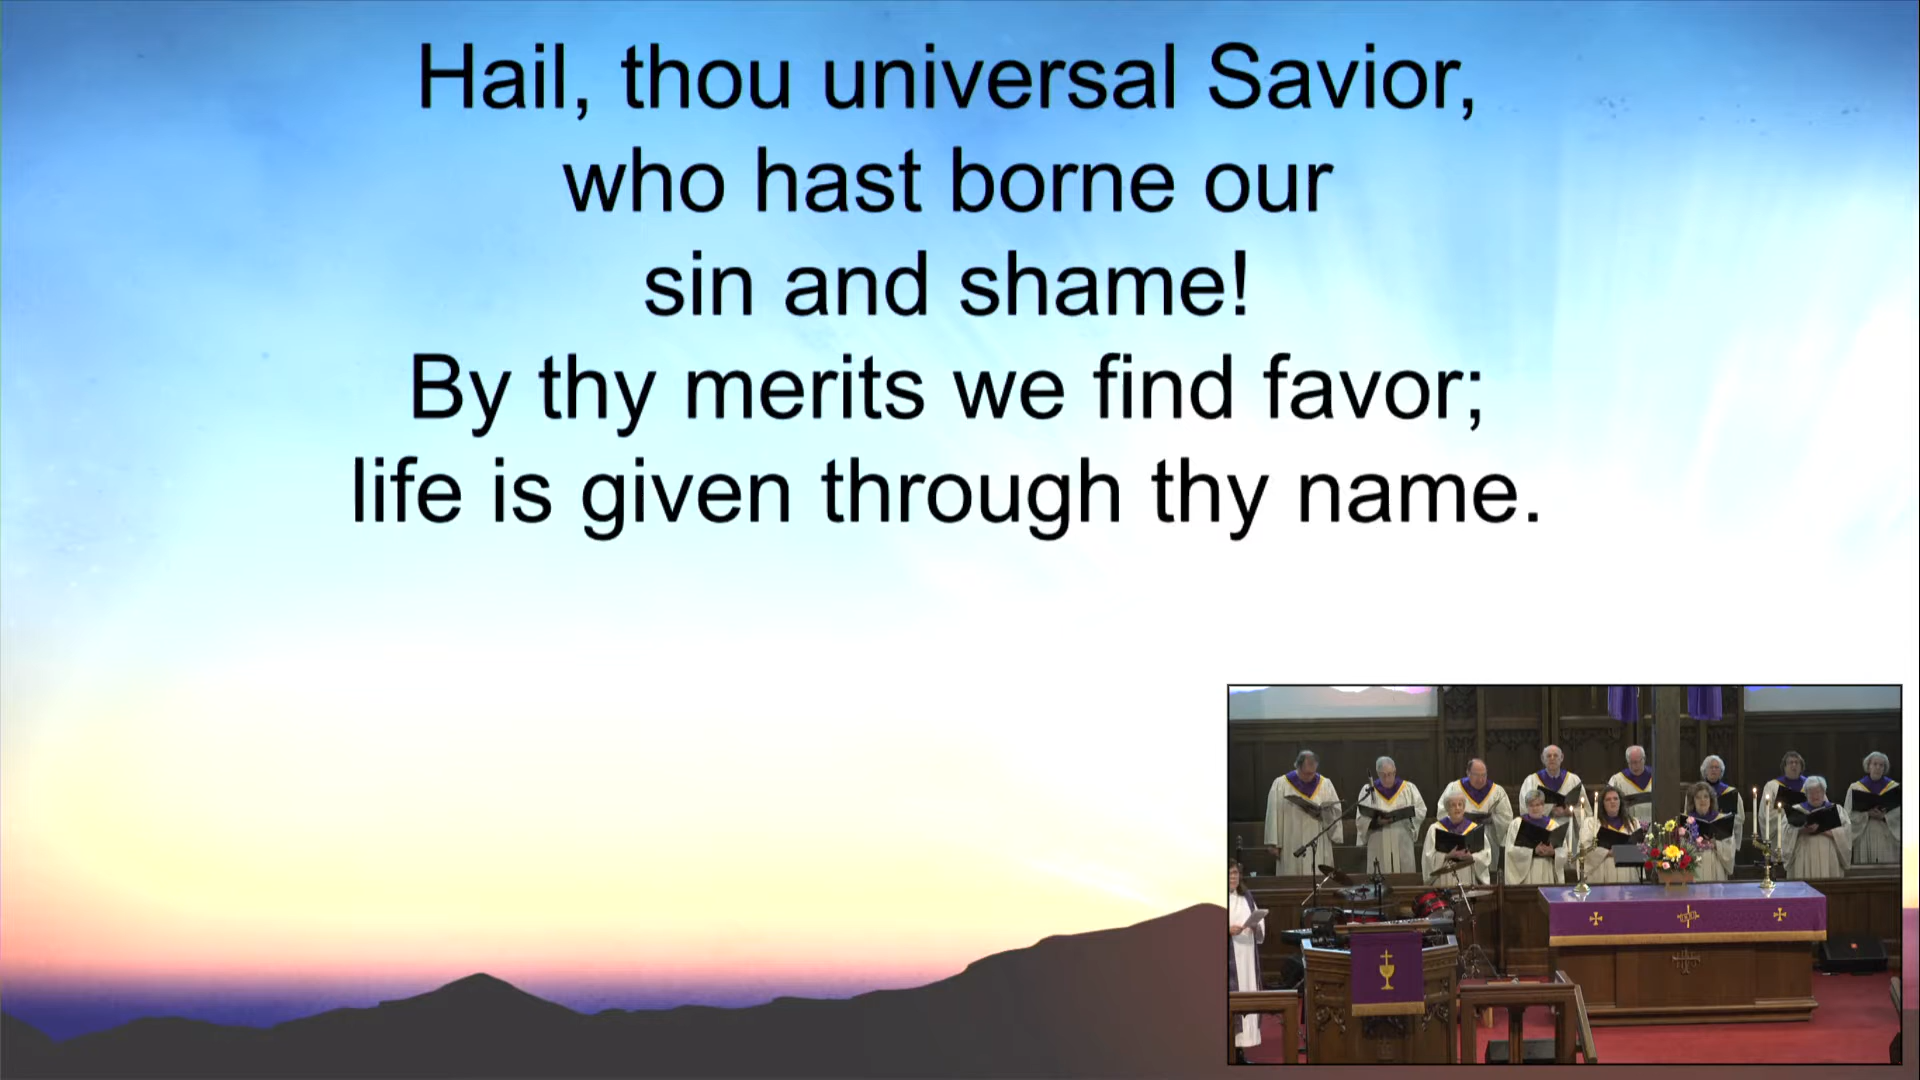 Hail, thou universal Savior,
who hast borne our
sin and shame!
By thy merits we find favor;
life is given through thy name.